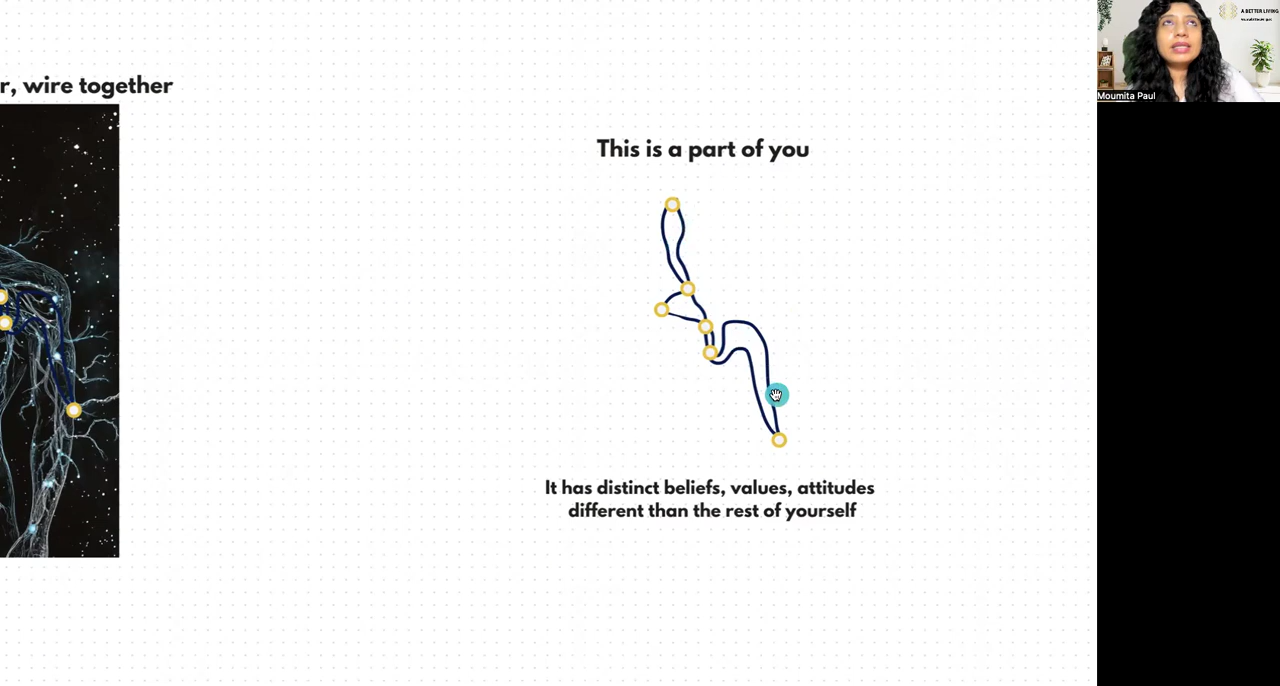 r, wire together
This is a part of you
It has distinct beliefs, values, attitudes
different than the rest of yourself
A BETTER LIVING
Moumita Paul